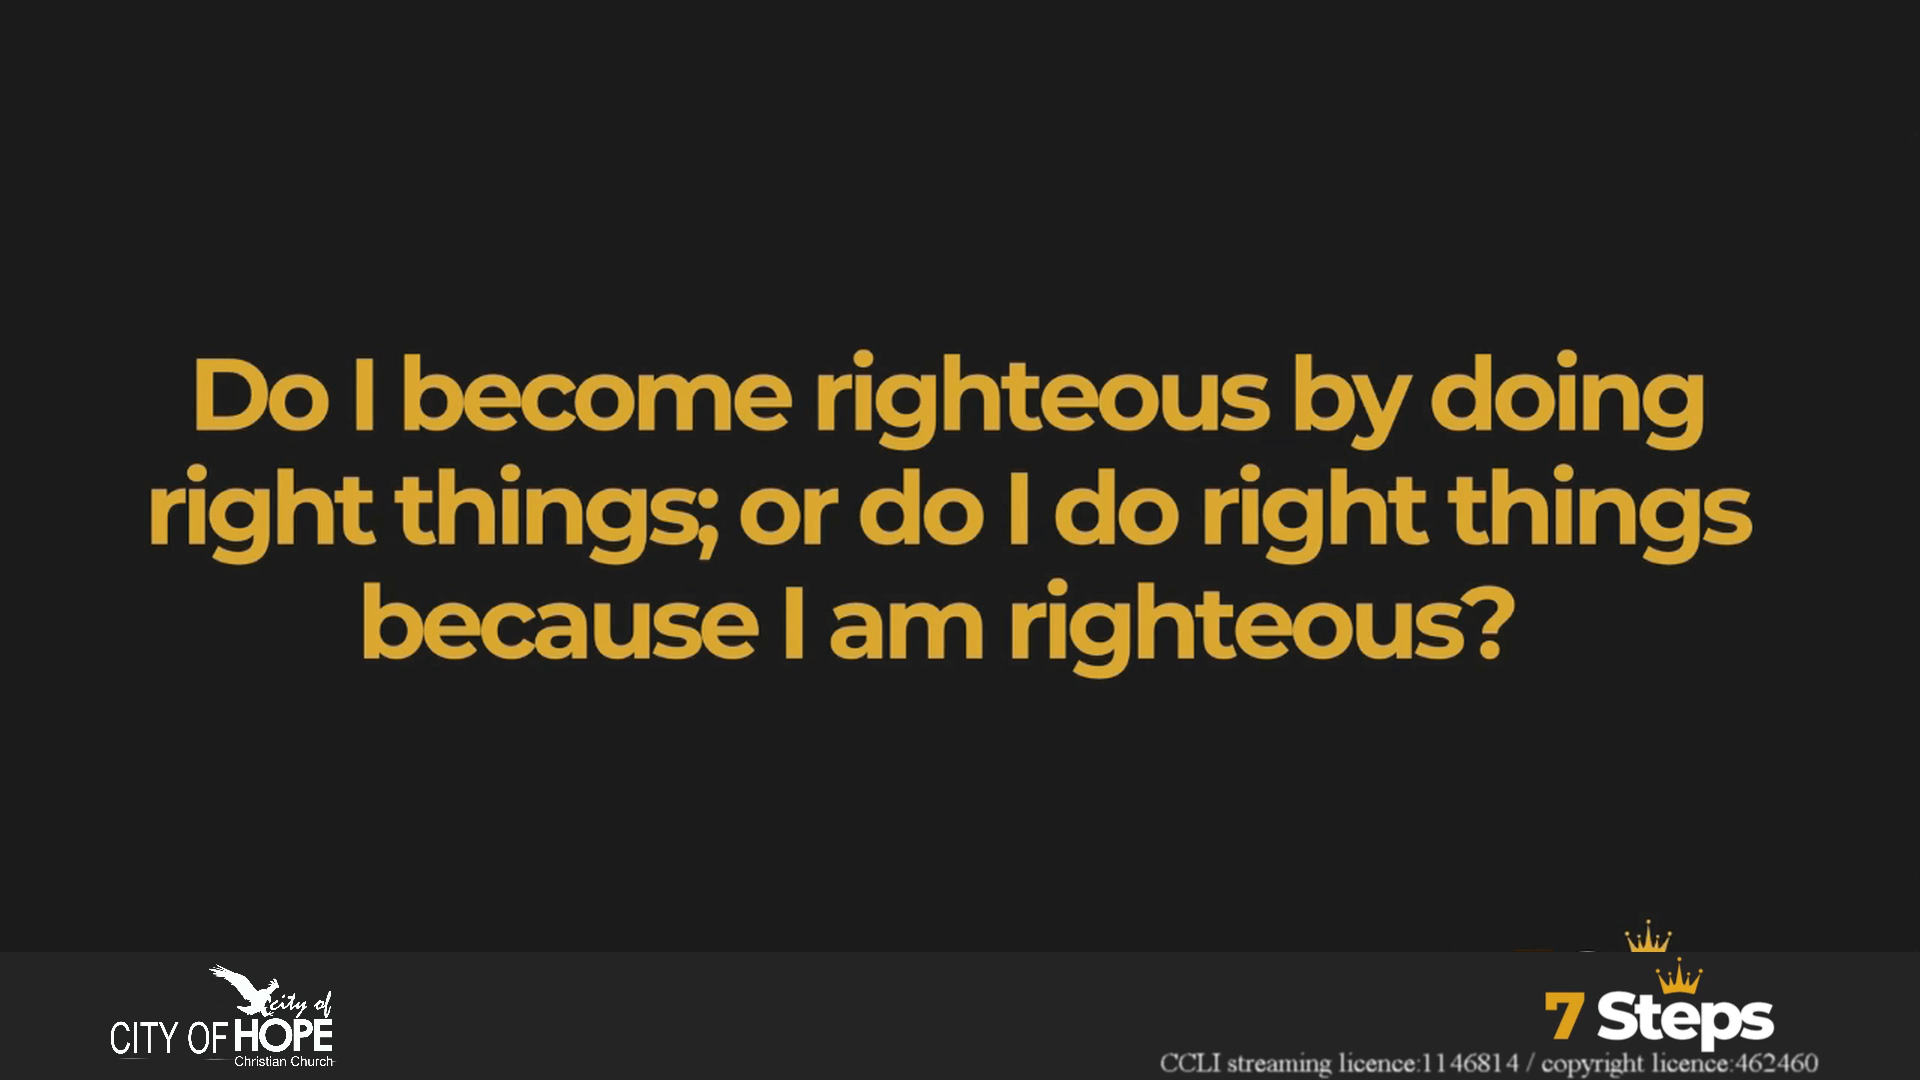 Do I become righteous by doing
right things; or do I do right things
because I am righteous?
city of
CITY OF HOPE
Christian Church
7 Steps
CCLI streaming licence:1146814 / copyright licence:462460